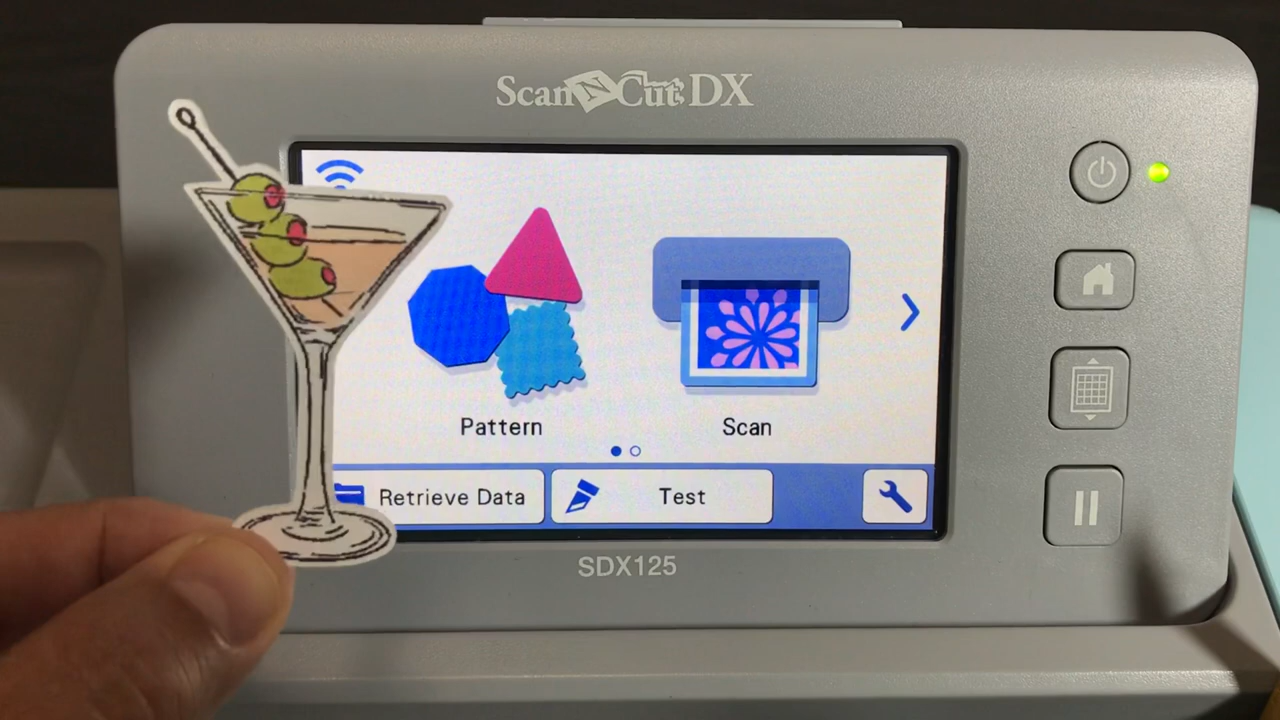 ScanNCut DX
Pattern
Scan
Retrieve Data
Test
SDX125